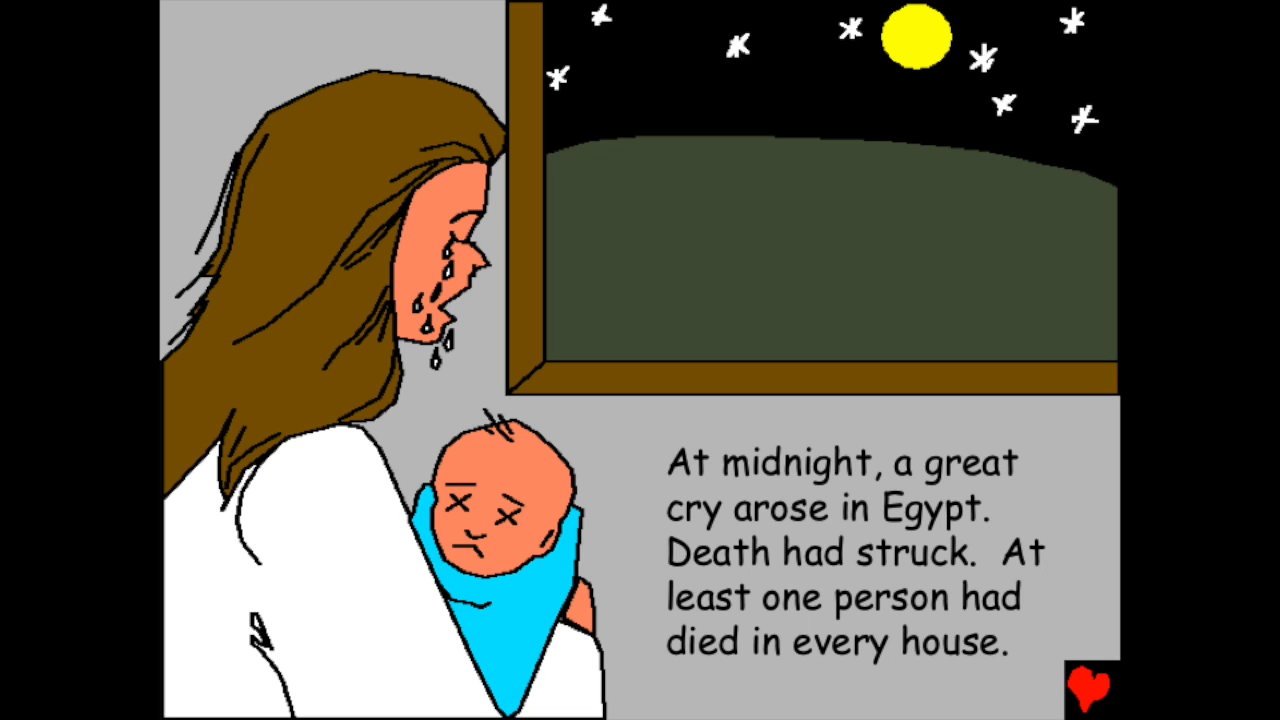 At midnight, a great
cry arose in Egypt.
Death had struck.  At
least one person had
died in every house.